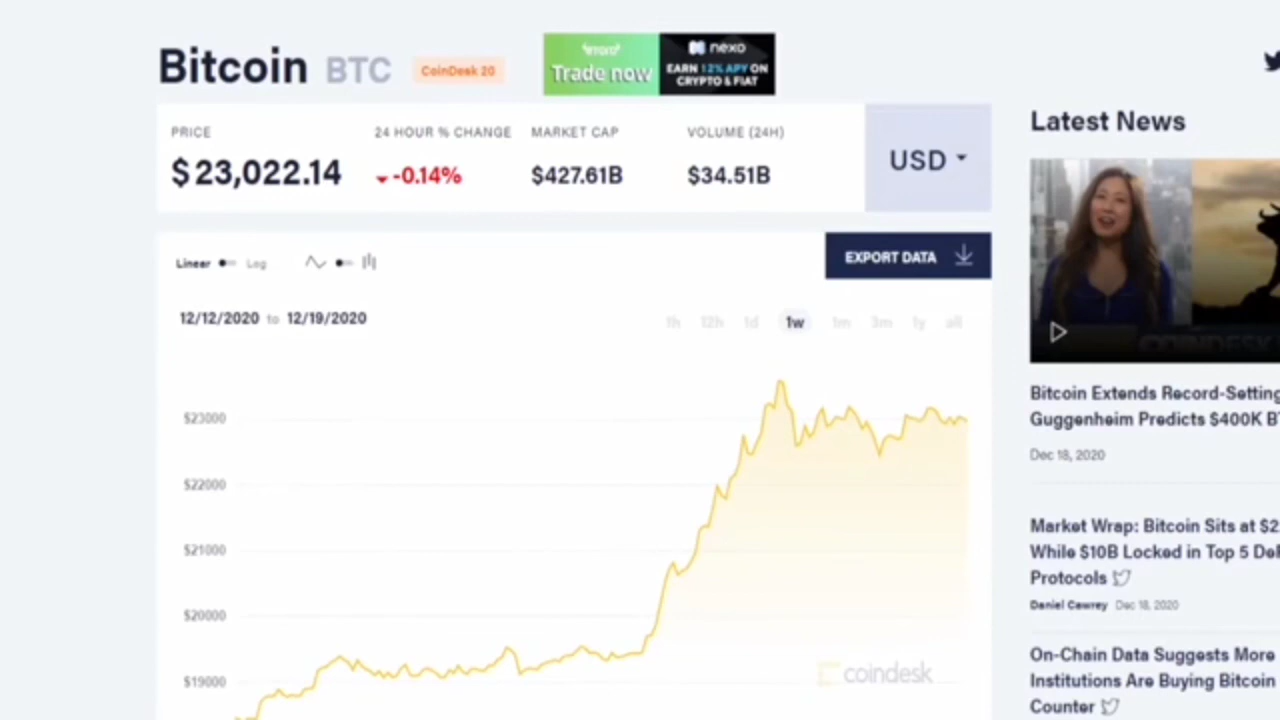 Bitcoin BTC CoinDesk 20
eToro
Trade now
nexo
EARN 12% APY ON
CRYPTO & FIAT
PRICE
$23,022.14
24 HOUR % CHANGE
-0.14%
MARKET CAP
$427.61B
VOLUME (24H)
$34.51B
USD
Linear Log
EXPORT DATA
12/12/2020 to 12/19/2020
1h 12h 1d 1w 1m 3m 1y all
$23000
$22000
$21000
$20000
$19000
coindesk
Latest News
COINDESK
Bitcoin Extends Record-Setting
Guggenheim Predicts $400K B
Dec 18, 2020
Market Wrap: Bitcoin Sits at $2
While $10B Locked in Top 5 DeF
Protocols
Daniel Cawrey Dec 18, 2020
On-Chain Data Suggests More
Institutions Are Buying Bitcoin
Counter